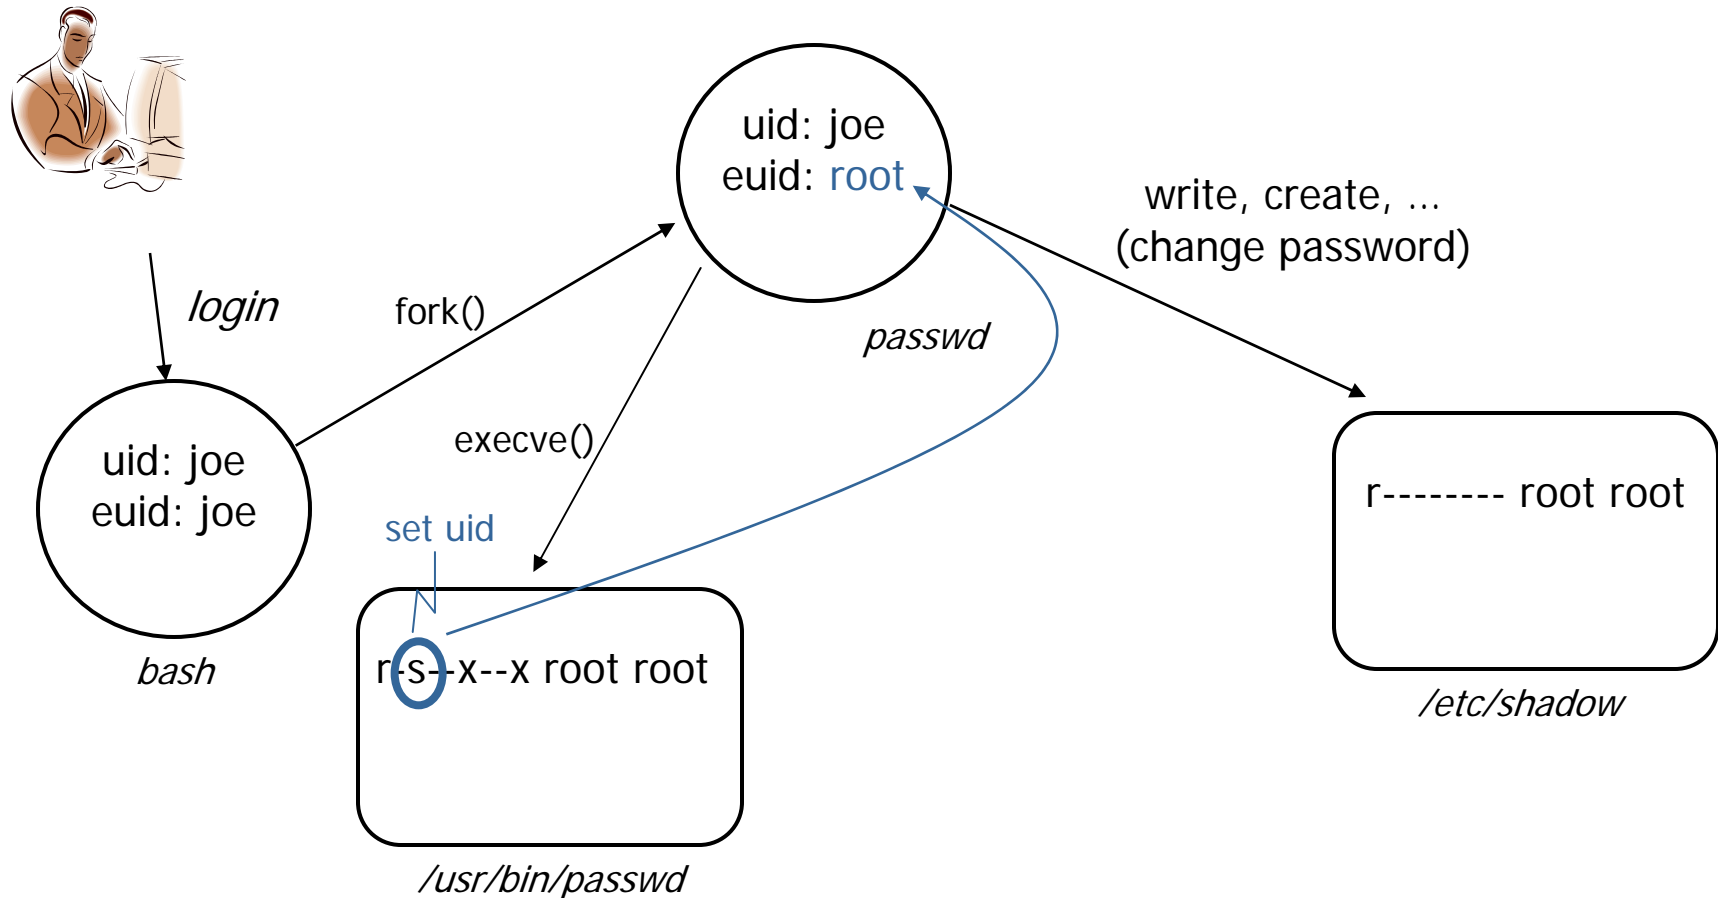 uid: joe
euid: root
write, create, ...
(change password)
login
fork()
passwd
execve()
uid: joe
euid: joe
set uid
r-s--x--x root root
r-------- root root
bash
/etc/shadow
/usr/bin/passwd